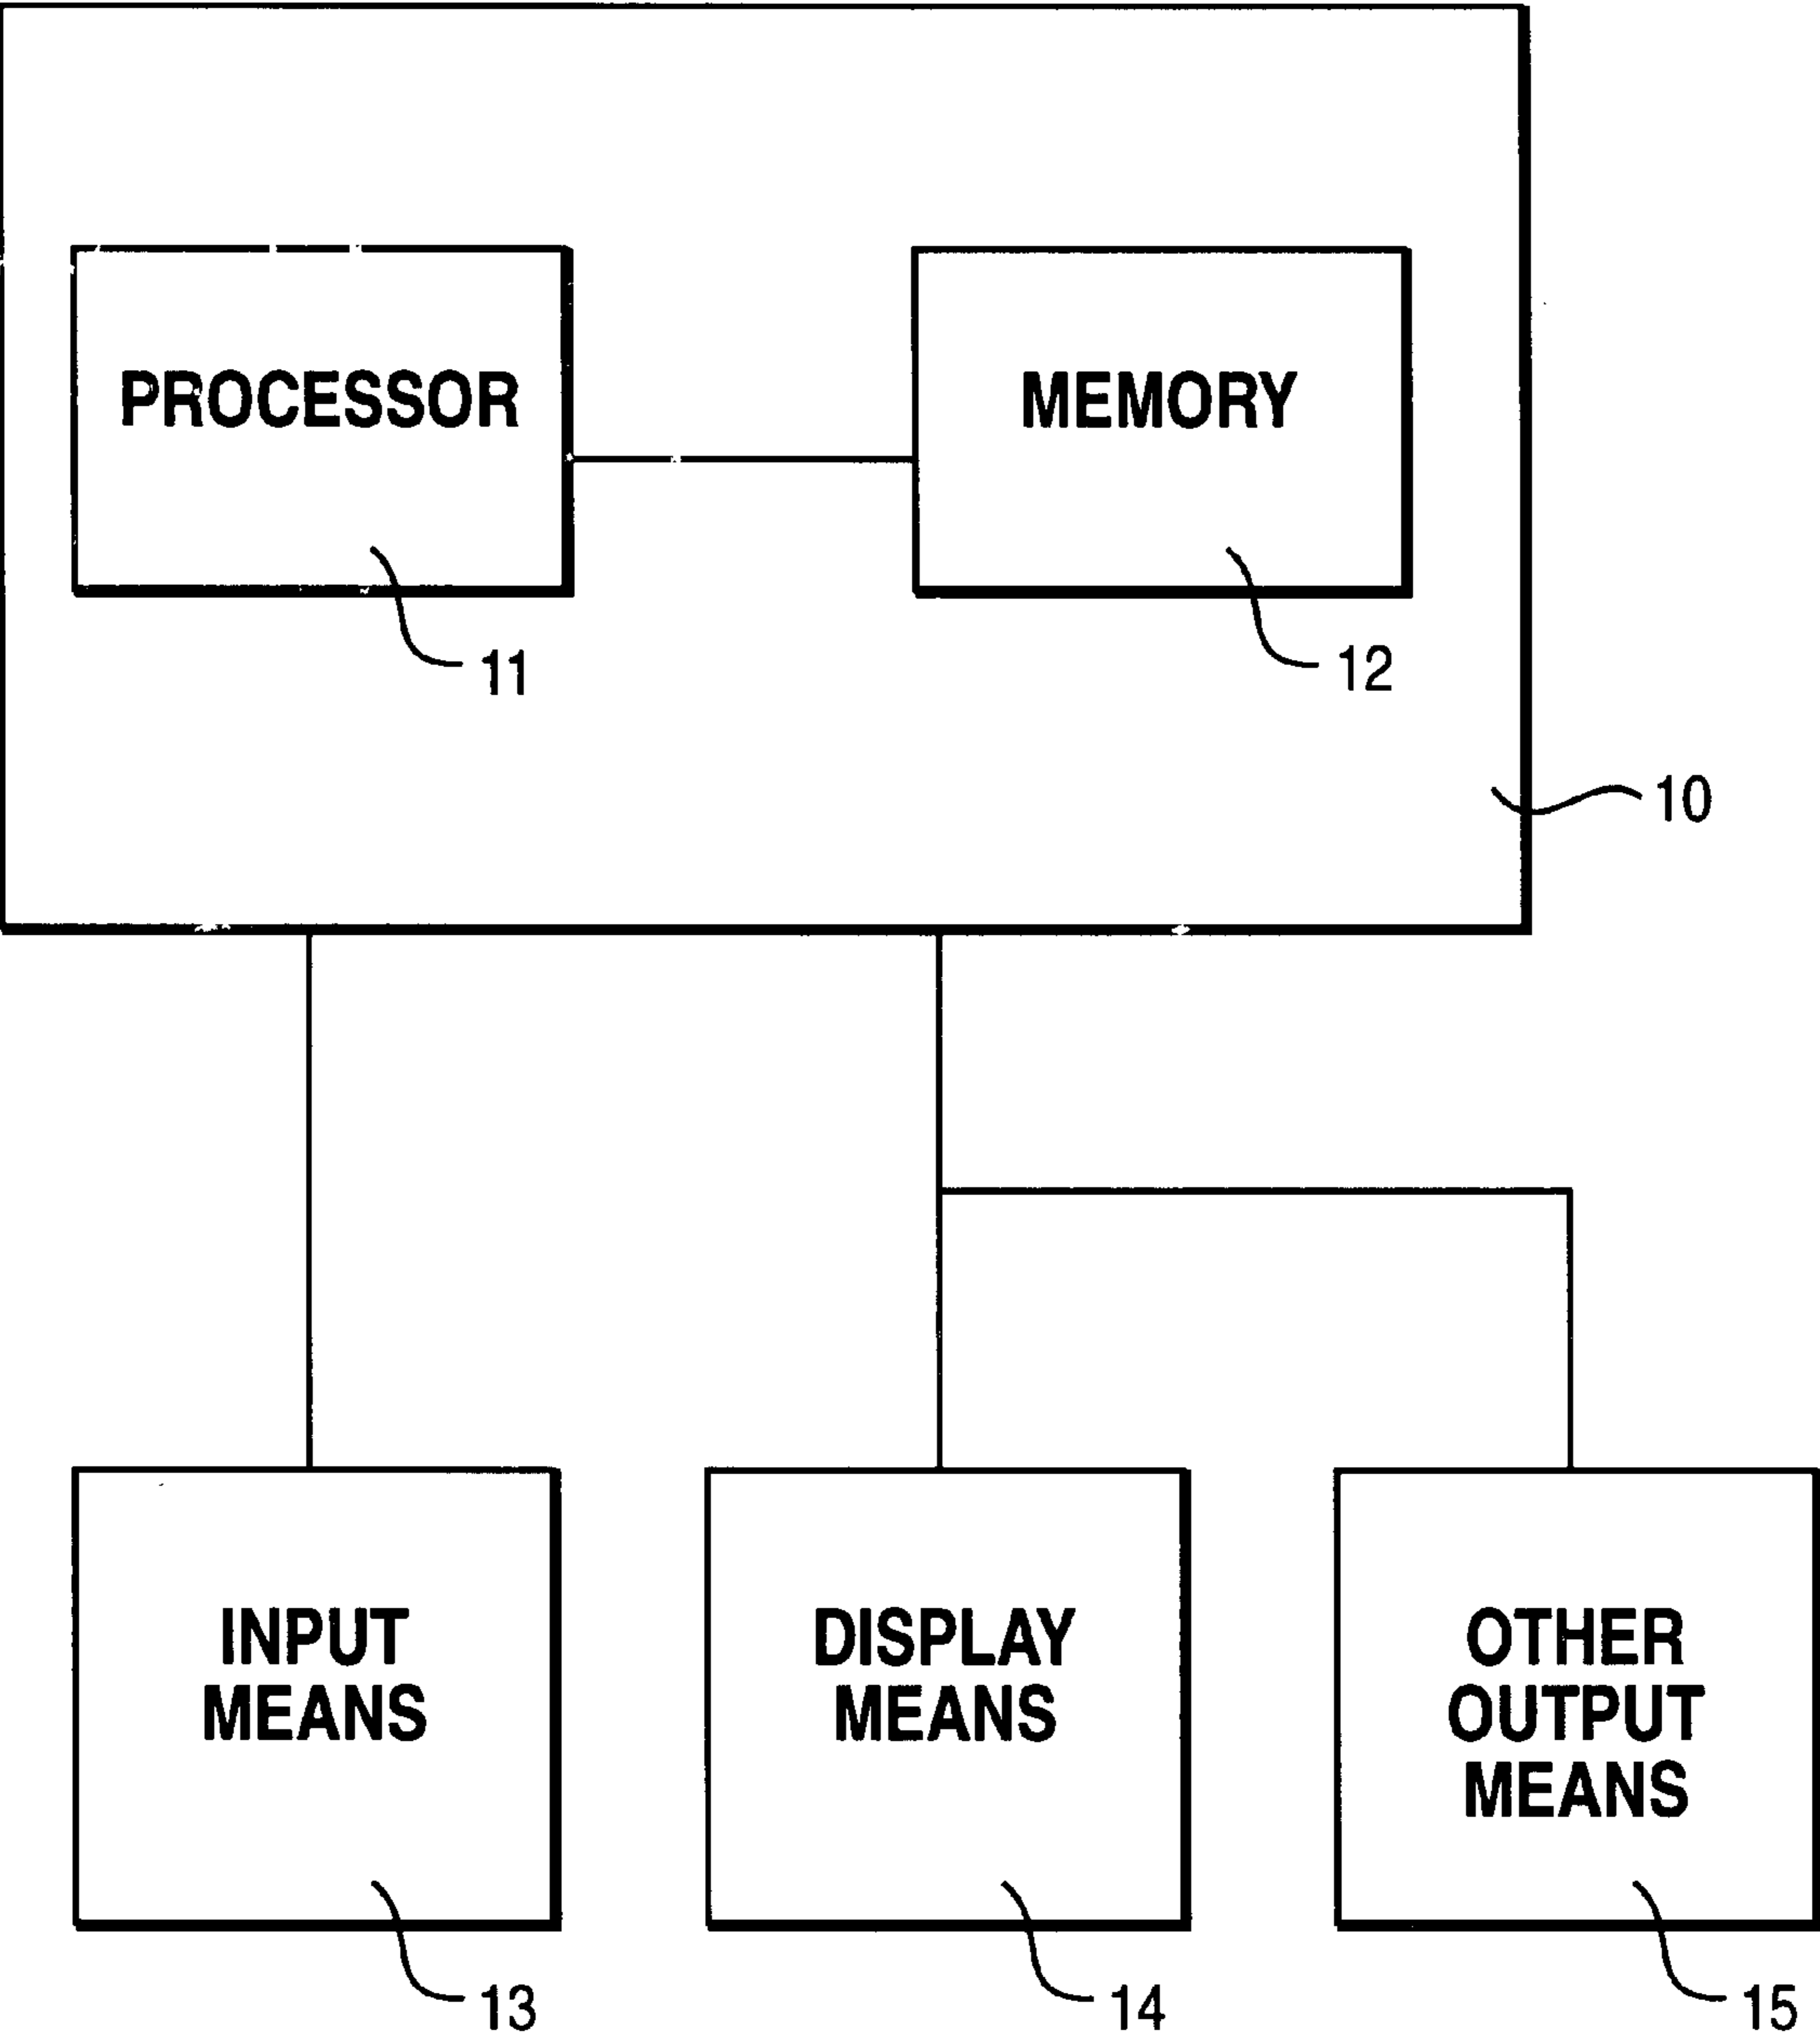 PROCESSOR
MEMORY
11
12
10
INPUT
MEANS
DISPLAY
MEANS
OTHER
OUTPUT
MEANS
13
14
15